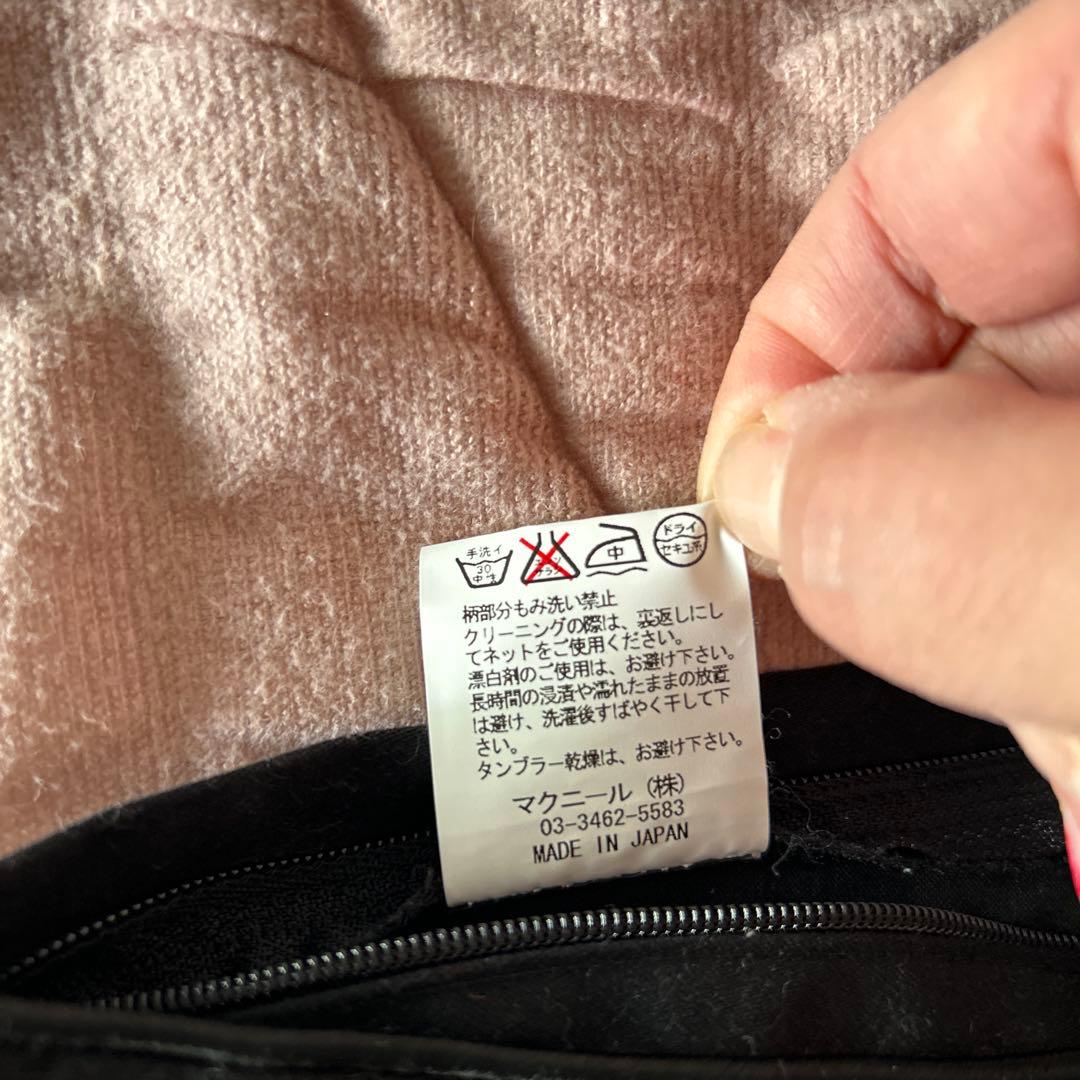 手洗イ
30
中性
エンソ
サラシ
中
ドライ
セキユ系
柄部分もみ洗い禁止
クリーニングの際は、裏返しにし
てネットをご使用ください。
漂白剤のご使用は、お避け下さい。
長時間の浸漬や濡れたままの放置
は避け、洗濯後すばやく干して下
さい。
タンブラー乾燥は、お避け下さい。
マクニール（株）
03-3462-5583
MADE IN JAPAN